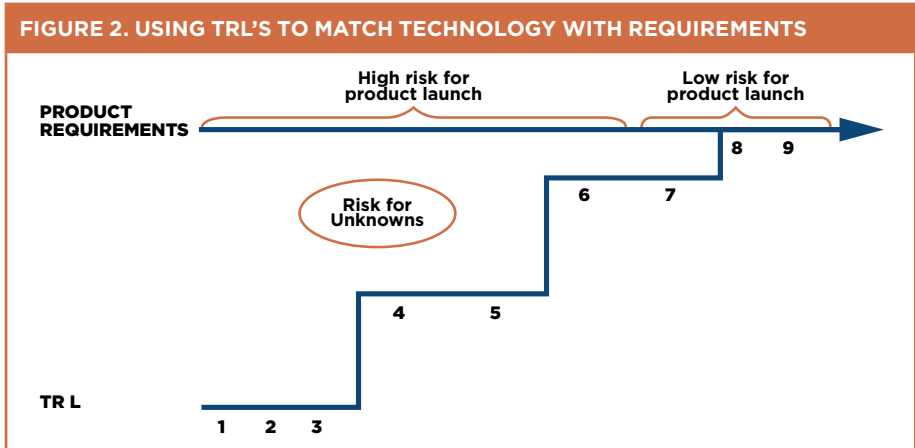 FIGURE 2. USING TRL'S TO MATCH TECHNOLOGY WITH REQUIREMENTS
High risk for
product launch
Low risk for
product launch
PRODUCT
REQUIREMENTS
8 9
6 7
Risk for
Unknowns
4 5
TR L
1 2 3